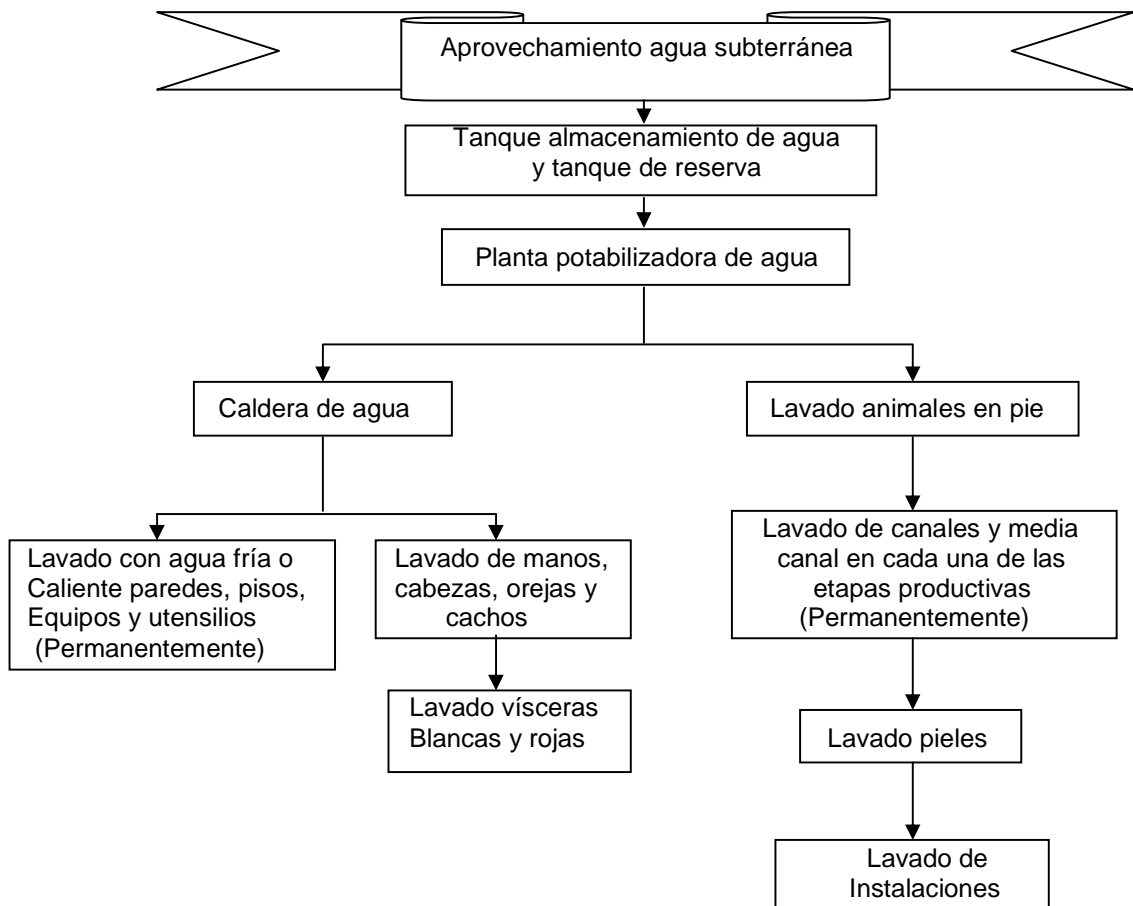 Aprovechamiento agua subterránea
Tanque almacenamiento de agua
y tanque de reserva
Planta potabilizadora de agua
Caldera de agua
Lavado animales en pie
Lavado con agua fría o
Caliente paredes, pisos,
Equipos y utensilios
(Permanentemente)
Lavado de manos,
cabezas, orejas y
cachos
Lavado de canales y media
canal en cada una de las
etapas productivas
(Permanentemente)
Lavado vísceras
Blancas y rojas
Lavado pieles
Lavado de
Instalaciones